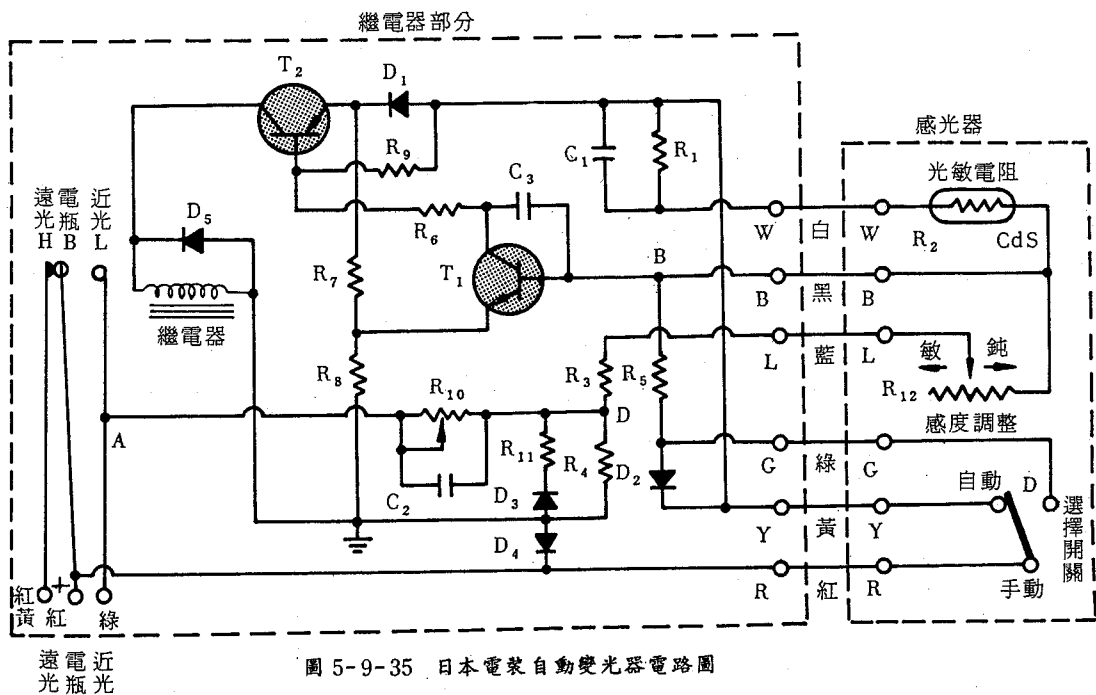 繼電器部分
T2
D1
R9
C1
R1
感光器
光敏電阻
R2
CdS
W
白
W
遠光H
電瓶B
近光L
D5
繼電器
R6
C3
T1
R7
B
B
黑
B
L
藍
L
敏
鈍
R12
感度調整
R8
R10
R3
R5
A
D
R11
R4
D2
G
綠
G
C2
D3
自動
D
選擇開關
Y
黃
Y
D4
手動
R
紅
R
紅黃
+
紅
綠
遠光
電瓶
近光
圖 5-9-35 日本電裝自動變光器電路圖